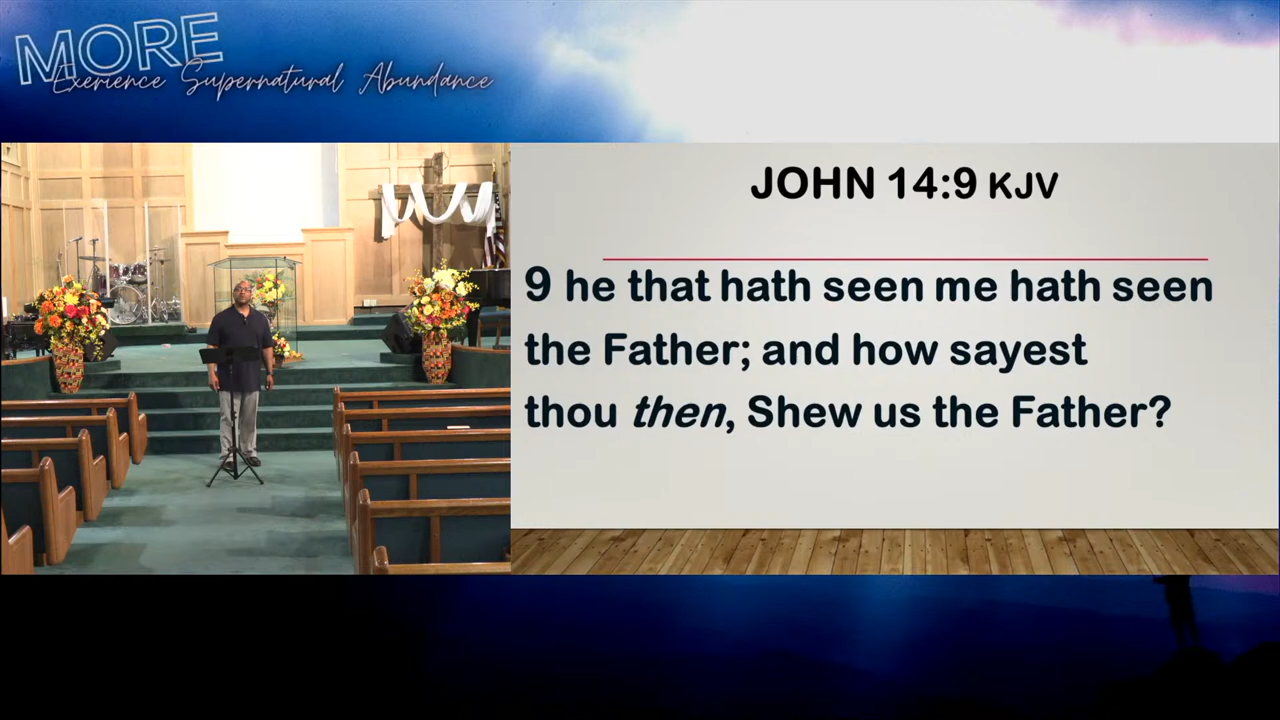 MORE
Exerience Supernatural Abundance
JOHN 14:9 KJV
9 he that hath seen me hath seen
the Father; and how sayest
thou then, Shew us the Father?